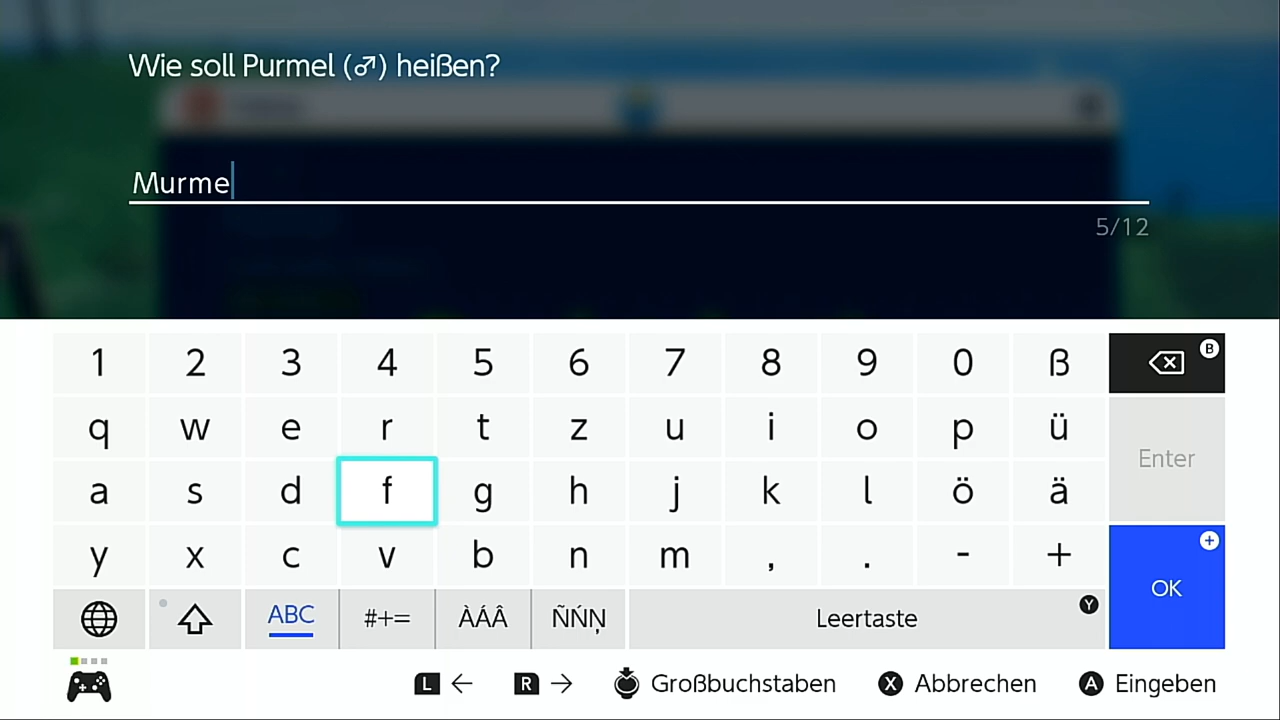 Wie soll Purmel (♂) heißen?
Murme
5/12
1 2 3 4 5 6 7 8 9 0 ß B
q w e r t z u i o p ü
Enter
a s d f g h j k l ö ä
y x c v b n m , . - +
+
OK
ABC #+= ÀÁÂ ÑŃŅ Leertaste Y
L ← R → Großbuchstaben X Abbrechen A Eingeben